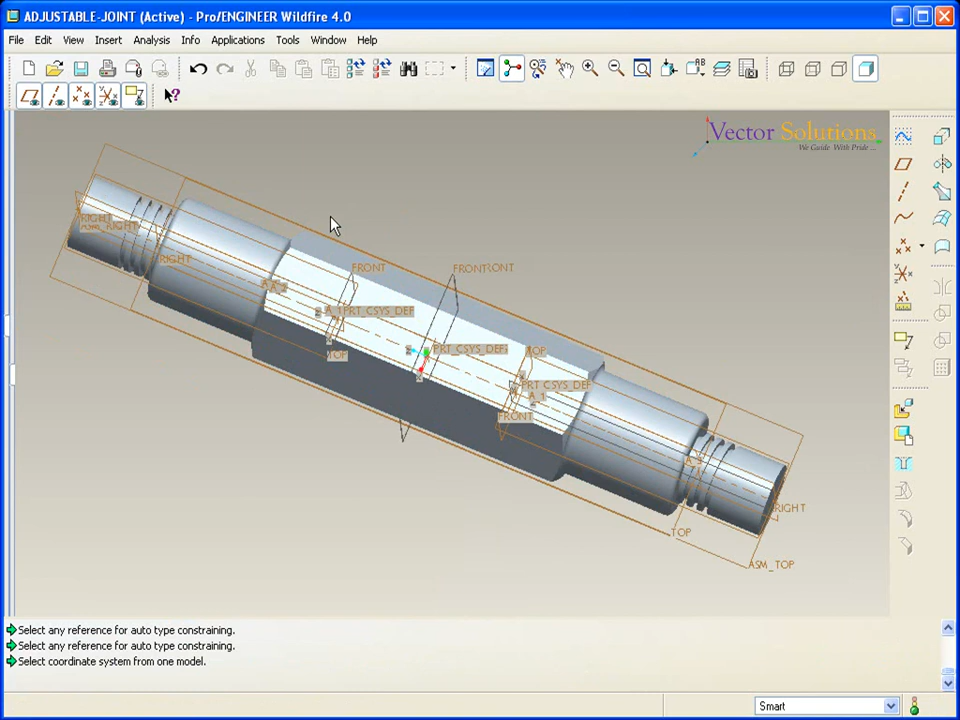 ADJUSTABLE-JOINT (Active) - Pro/ENGINEER Wildfire 4.0
File Edit View Insert Analysis Info Applications Tools Window Help
Vector Solutions
We Guide With Pride ...
RIGHT
RIGHT
FRONT
FRONT
A_1
PRT_CSYS_DEF
PRT_CSYS_DEF
TOP
TOP
PRT_CSYS_DEF
A_1
FRONT
RIGHT
TOP
ASM_TOP
Select any reference for auto type constraining.
Select any reference for auto type constraining.
Select coordinate system from one model.
Smart